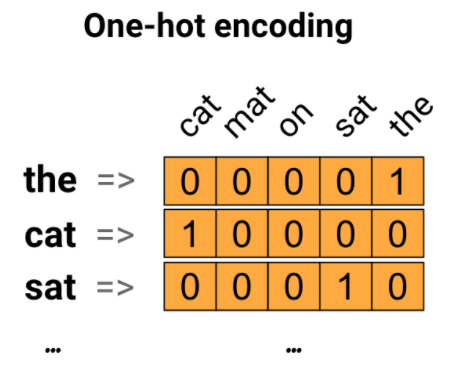 One-hot encoding
cat mat on sat the
the => 0 0 0 0 1
cat => 1 0 0 0 0
sat => 0 0 0 1 0
... ...